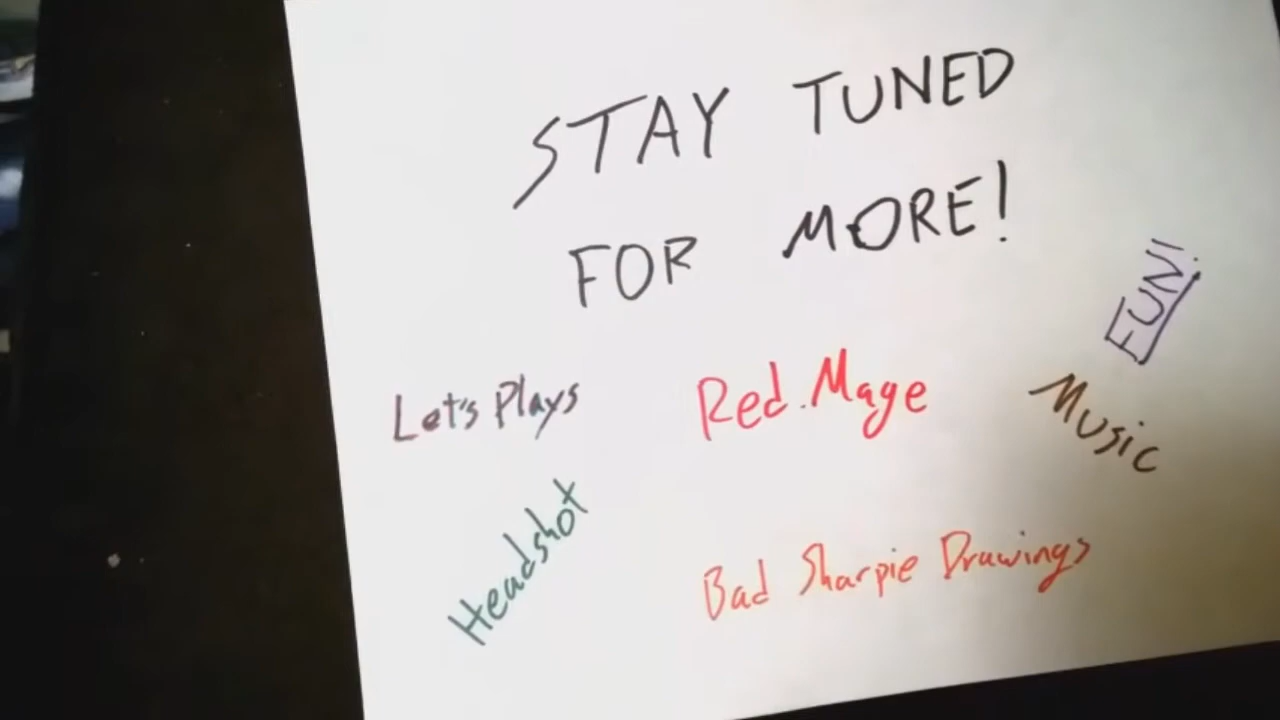 STAY TUNED
FOR MORE!
FUN!
Let's Plays
Red Mage
Music
Headshot
Bad Sharpie Drawings